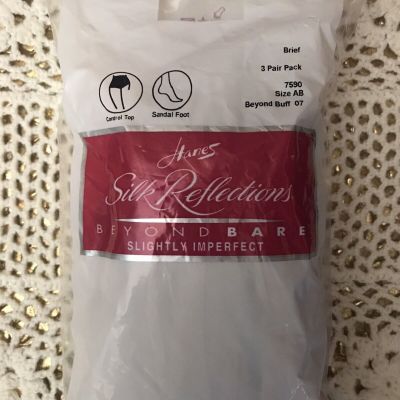 Brief
3 Pair Pack
7590
Size AB
Beyond Buff 07
Control Top
Sandal Foot
Hanes
Silk Reflections
BEYOND BARE
SLIGHTLY IMPERFECT